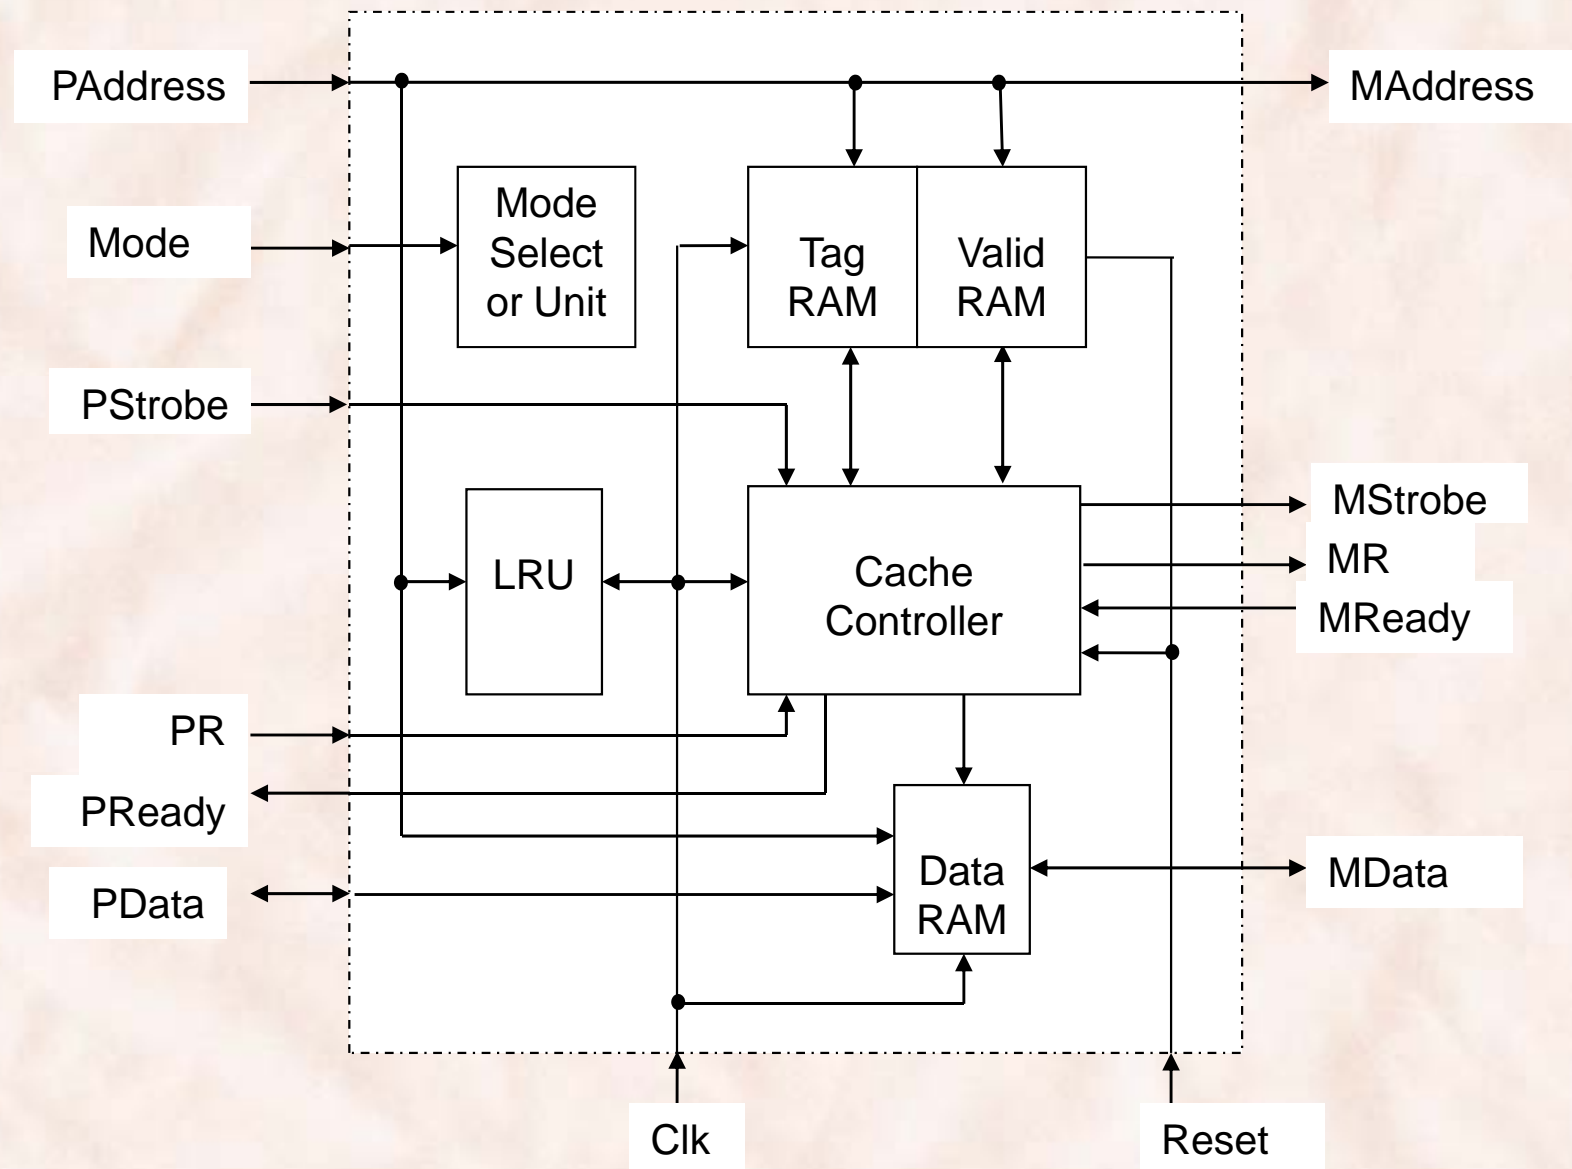 PAddress
MAddress
Mode
Mode
Select
or Unit
Tag
RAM
Valid
RAM
PStrobe
LRU
Cache
Controller
MStrobe
MR
MReady
PR
PReady
PData
Data
RAM
MData
Clk
Reset